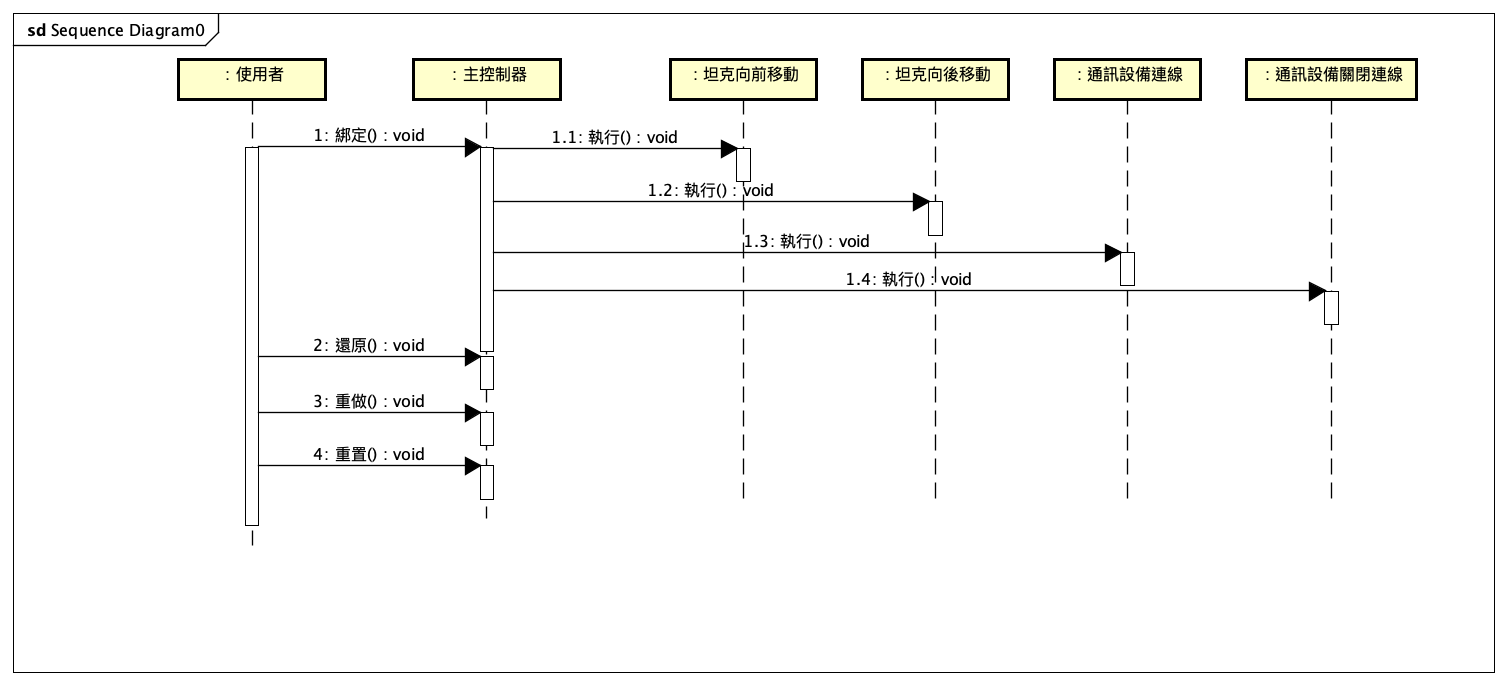 sd Sequence Diagram0
: 使用者
: 主控制器
: 坦克向前移動
: 坦克向後移動
: 通訊設備連線
: 通訊設備關閉連線
1: 綁定() : void
1.1: 執行() : void
1.2: 執行() : void
1.3: 執行() : void
1.4: 執行() : void
2: 還原() : void
3: 重做() : void
4: 重置() : void